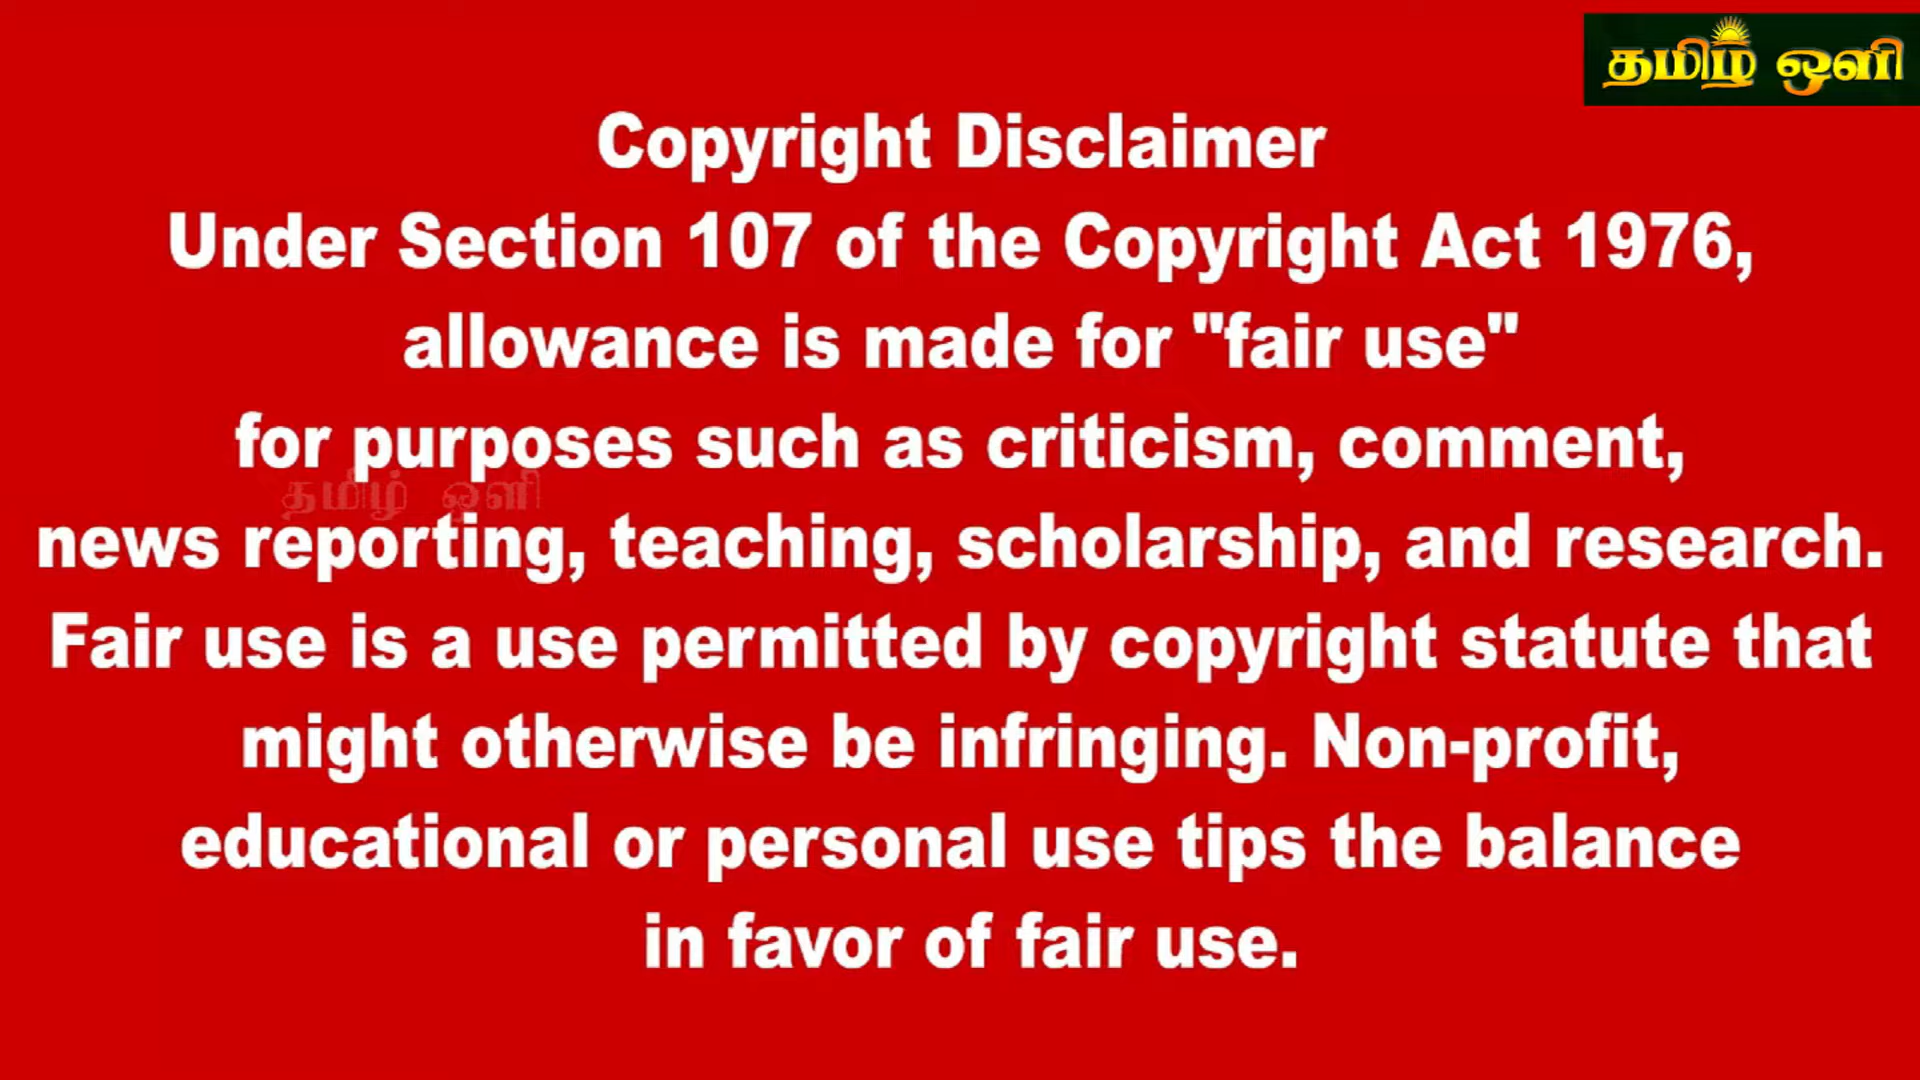 தமிழ் ஒளி
Copyright Disclaimer
Under Section 107 of the Copyright Act 1976,
allowance is made for "fair use"
for purposes such as criticism, comment,
தமிழ் ஒளி
news reporting, teaching, scholarship, and research.
Fair use is a use permitted by copyright statute that
might otherwise be infringing. Non-profit,
educational or personal use tips the balance
in favor of fair use.